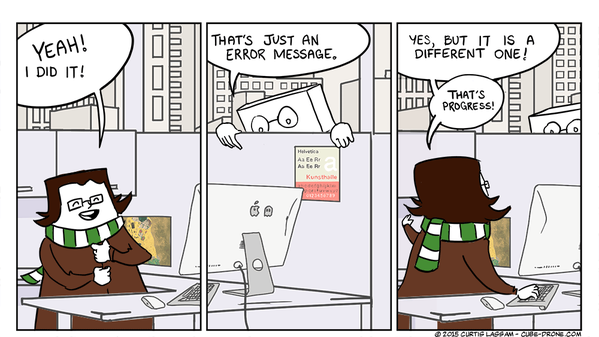 YEAH!
I DID IT!
THAT'S JUST AN
ERROR MESSAGE.
Helvetica
Aa Ee Rr
Aa Ee Rr
a
Kunsthalle
YES, BUT IT IS A
DIFFERENT ONE!
THAT'S
PROGRESS!
© 2015 CURTIS LASSAM - CUBE-DRONE.COM